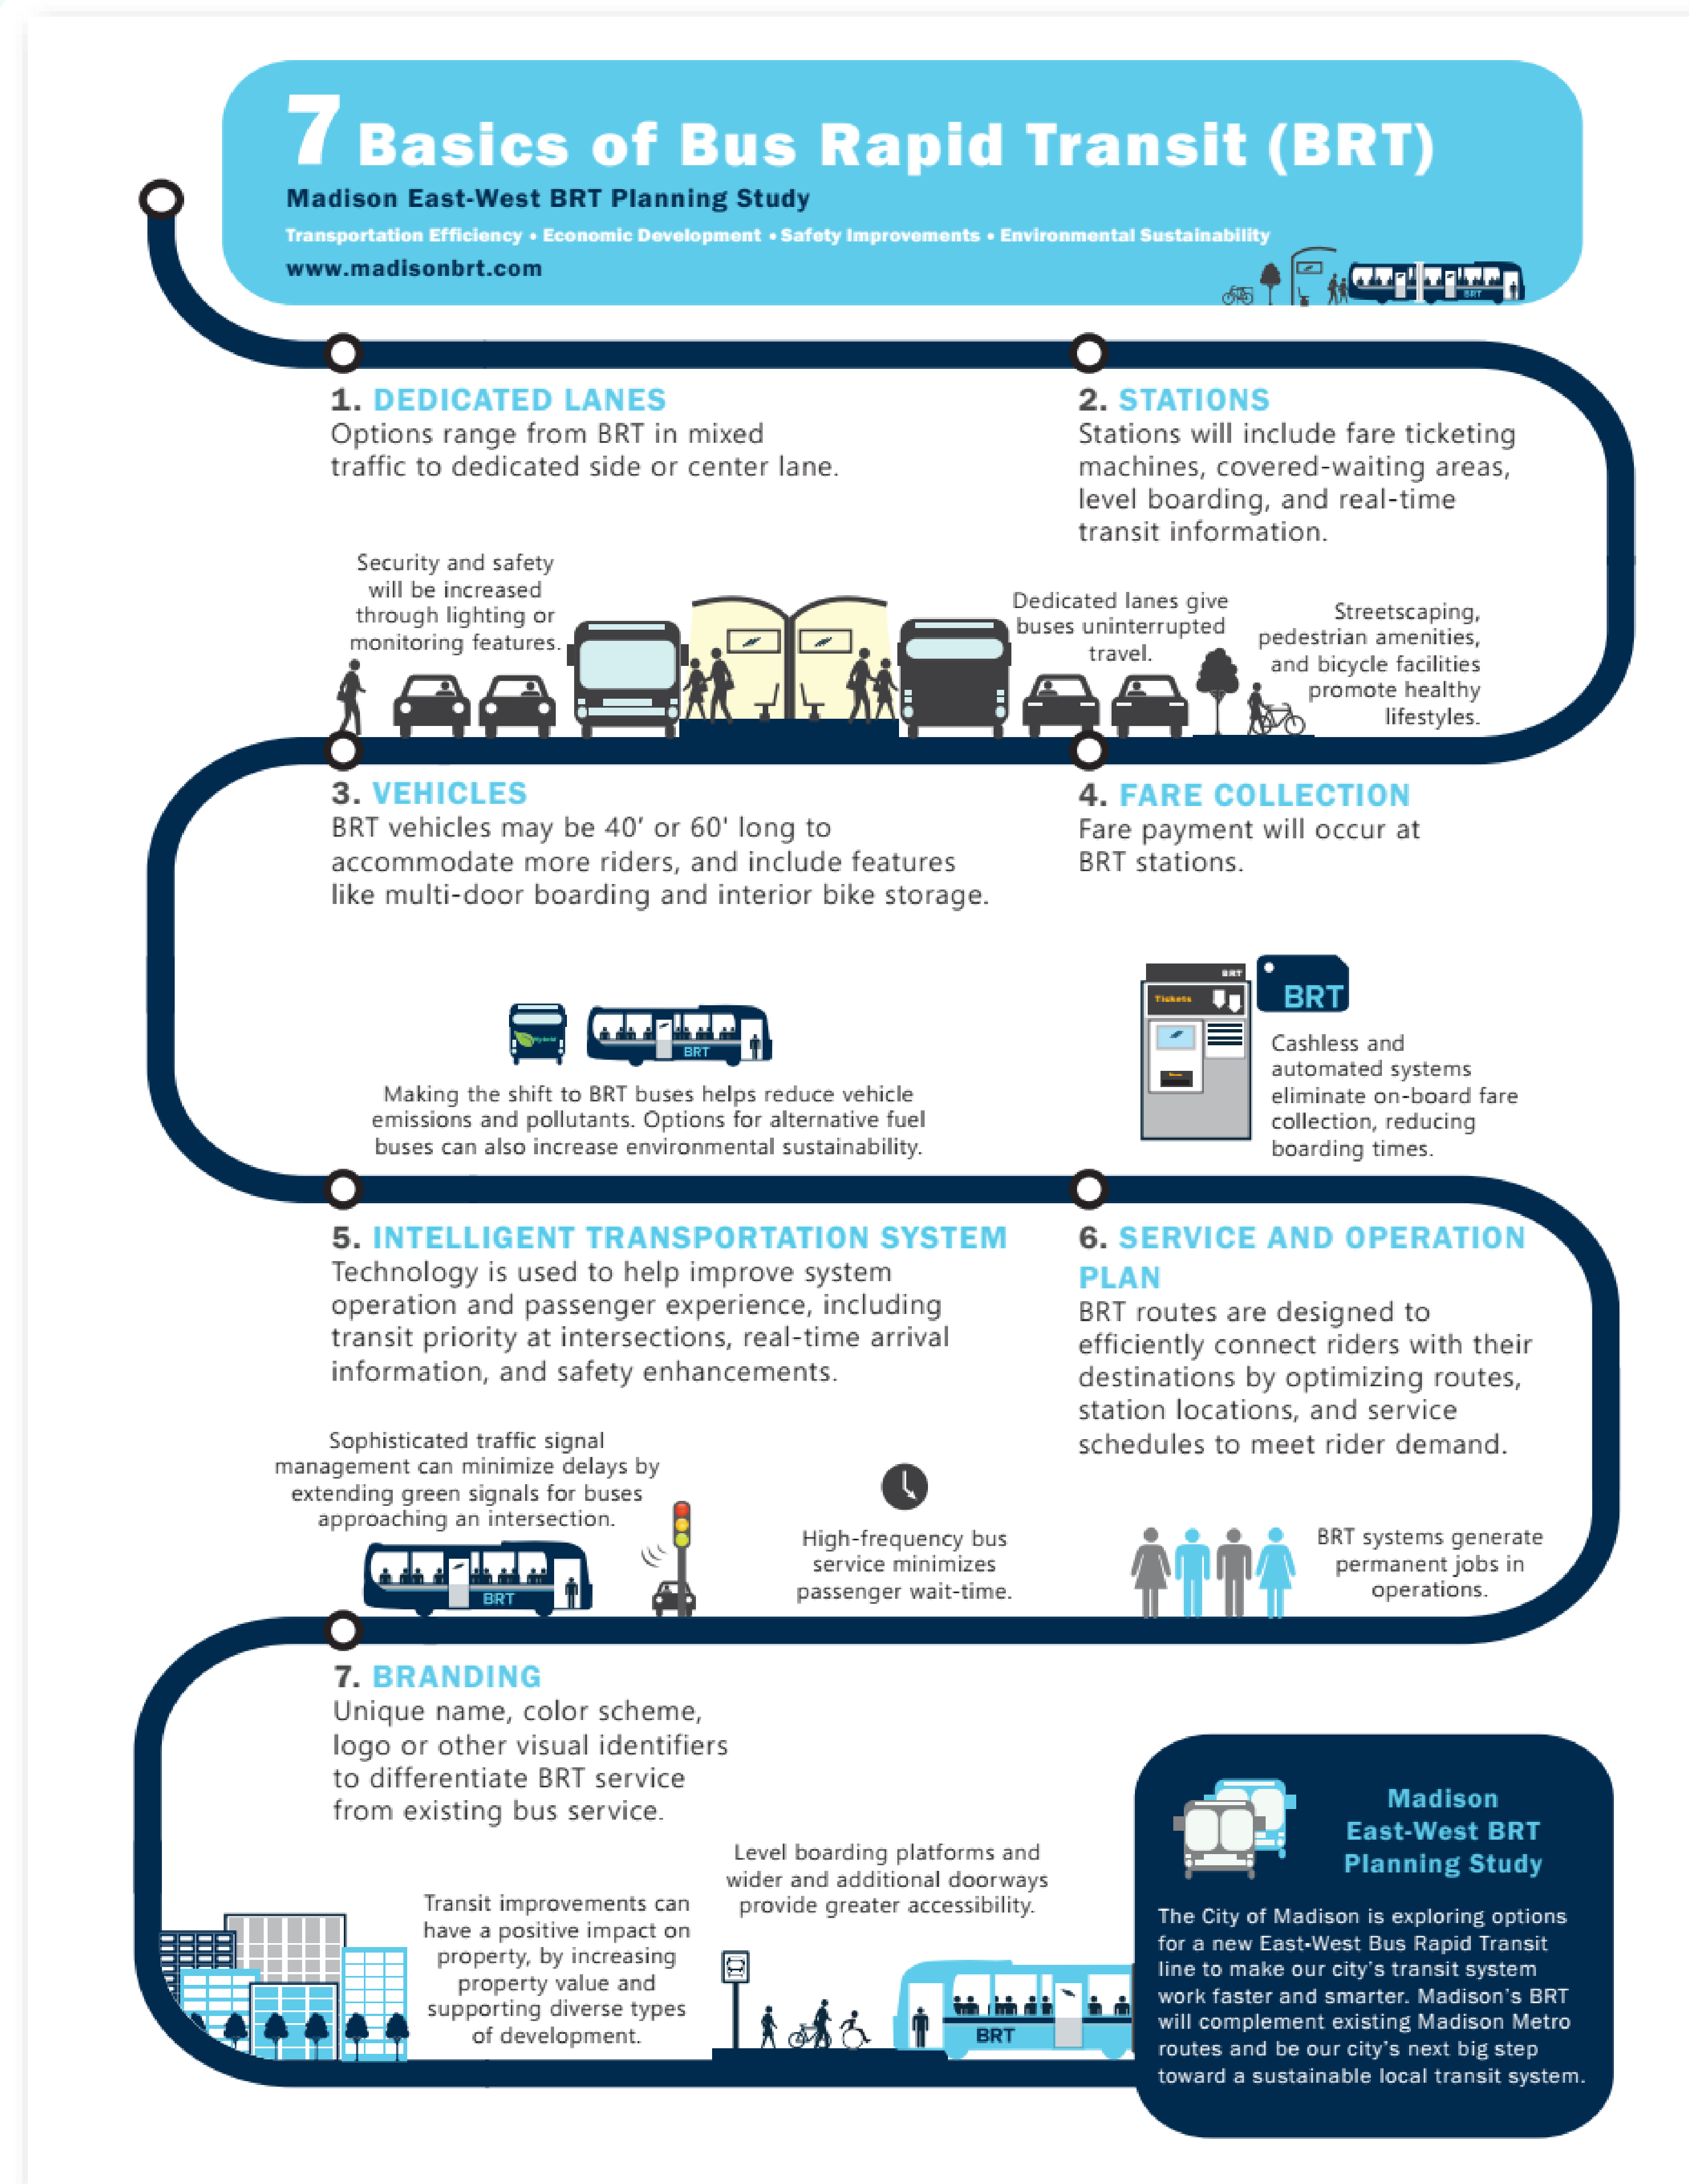 7 Basics of Bus Rapid Transit (BRT)
Madison East-West BRT Planning Study
Transportation Efficiency • Economic Development • Safety Improvements • Environmental Sustainability
www.madisonbrt.com
BRT
1. DEDICATED LANES
Options range from BRT in mixed
traffic to dedicated side or center lane.
2. STATIONS
Stations will include fare ticketing
machines, covered-waiting areas,
level boarding, and real-time
transit information.
Security and safety
will be increased
through lighting or
monitoring features.
Dedicated lanes give
buses uninterrupted
travel.
Streetscaping,
pedestrian amenities,
and bicycle facilities
promote healthy
lifestyles.
3. VEHICLES
BRT vehicles may be 40' or 60' long to
accommodate more riders, and include features
like multi-door boarding and interior bike storage.
Hybrid
BRT
Making the shift to BRT buses helps reduce vehicle
emissions and pollutants. Options for alternative fuel
buses can also increase environmental sustainability.
4. FARE COLLECTION
Fare payment will occur at
BRT stations.
BRT
Tickets
BRT
Cashless and
automated systems
eliminate on-board fare
collection, reducing
boarding times.
5. INTELLIGENT TRANSPORTATION SYSTEM
Technology is used to help improve system
operation and passenger experience, including
transit priority at intersections, real-time arrival
information, and safety enhancements.
Sophisticated traffic signal
management can minimize delays by
extending green signals for buses
approaching an intersection.
BRT
High-frequency bus
service minimizes
passenger wait-time.
6. SERVICE AND OPERATION
PLAN
BRT routes are designed to
efficiently connect riders with their
destinations by optimizing routes,
station locations, and service
schedules to meet rider demand.
BRT systems generate
permanent jobs in
operations.
7. BRANDING
Unique name, color scheme,
logo or other visual identifiers
to differentiate BRT service
from existing bus service.
Transit improvements can
have a positive impact on
property, by increasing
property value and
supporting diverse types
of development.
Level boarding platforms and
wider and additional doorways
provide greater accessibility.
BRT
Madison
East-West BRT
Planning Study
The City of Madison is exploring options
for a new East-West Bus Rapid Transit
line to make our city's transit system
work faster and smarter. Madison's BRT
will complement existing Madison Metro
routes and be our city's next big step
toward a sustainable local transit system.